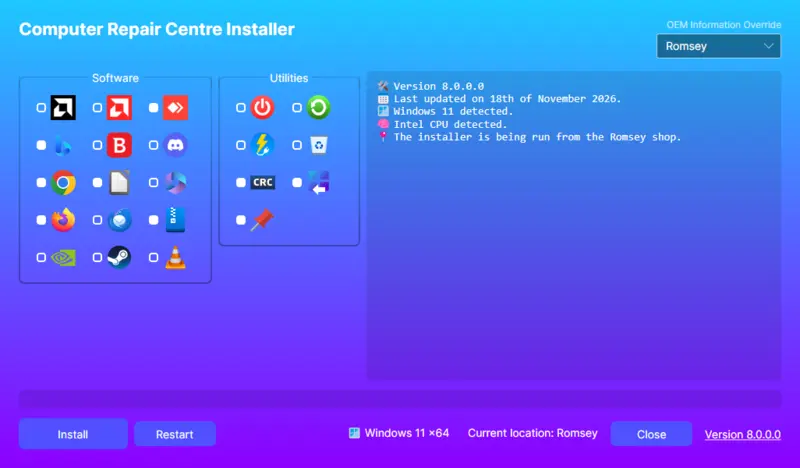 Computer Repair Centre Installer
OEM Information Override
Romsey
Software
Utilities
B
CRC
Version 8.0.0.0
Last updated on 18th of November 2026.
Windows 11 detected.
Intel CPU detected.
The installer is being run from the Romsey shop.
Install
Restart
Windows 11 ×64
Current location: Romsey
Close
Version 8.0.0.0